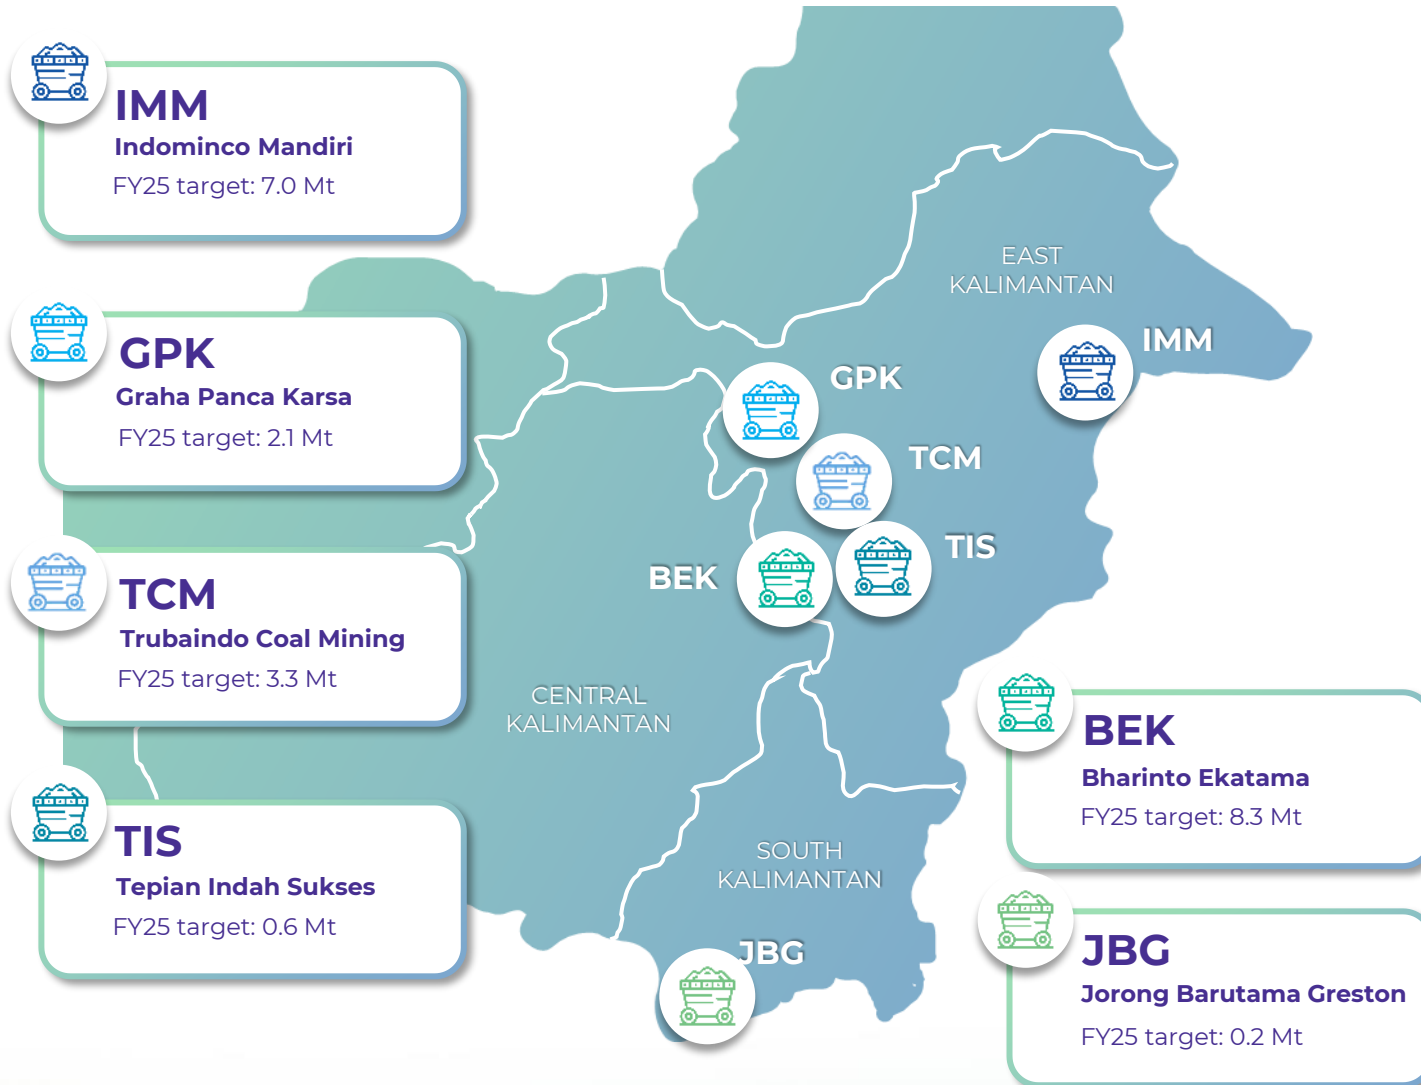 IMM
Indominco Mandiri
FY25 target: 7.0 Mt
GPK
Graha Panca Karsa
FY25 target: 2.1 Mt
TCM
Trubaindo Coal Mining
FY25 target: 3.3 Mt
TIS
Tepian Indah Sukses
FY25 target: 0.6 Mt
EAST
KALIMANTAN
IMM
GPK
TCM
TIS
BEK
CENTRAL
KALIMANTAN
SOUTH
KALIMANTAN
JBG
BEK
Bharinto Ekatama
FY25 target: 8.3 Mt
JBG
Jorong Barutama Greston
FY25 target: 0.2 Mt